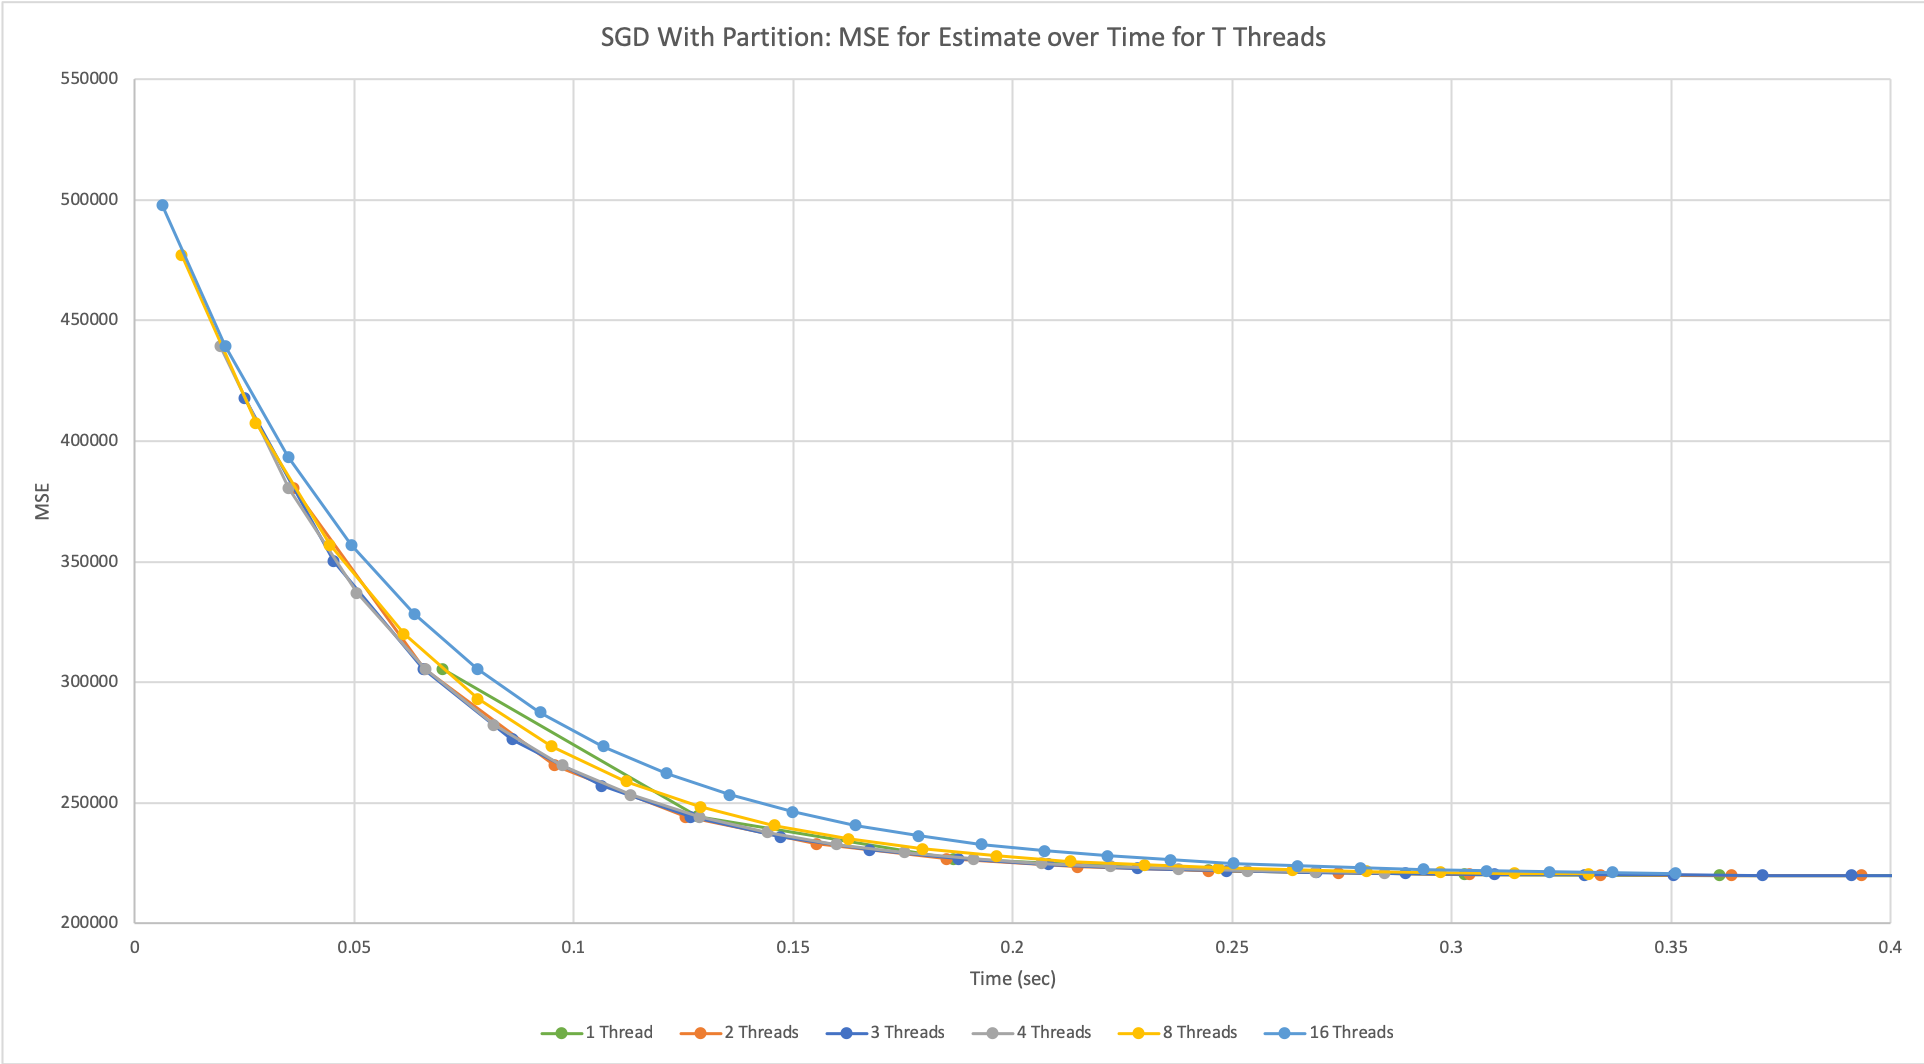 SGD With Partition: MSE for Estimate over Time for T Threads
550000
500000
450000
400000
350000
300000
250000
200000
MSE
0 0.05 0.1 0.15 0.2 0.25 0.3 0.35 0.4
Time (sec)
1 Thread 2 Threads 3 Threads 4 Threads 8 Threads 16 Threads